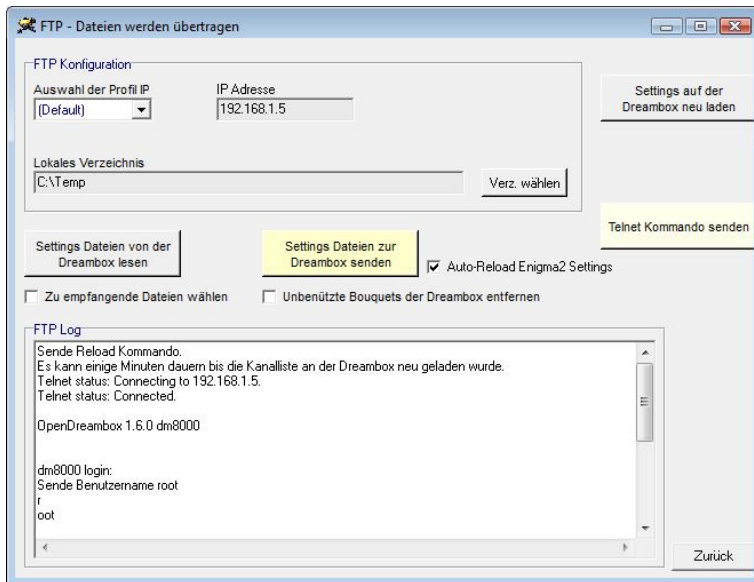 FTP - Dateien werden übertragen
FTP Konfiguration
Auswahl der Profil IP
IP Adresse
(Default)
192.168.1.5
Settings auf der
Dreambox neu laden
Lokales Verzeichnis
C:\Temp
Verz. wählen
Telnet Kommando senden
Settings Dateien von der
Dreambox lesen
Settings Dateien zur
Dreambox senden
Auto-Reload Enigma2 Settings
Zu empfangende Dateien wählen
Unbenützte Bouquets der Dreambox entfernen
FTP Log
Sende Reload Kommando.
Es kann einige Minuten dauern bis die Kanalliste an der Dreambox neu geladen wurde.
Telnet status: Connecting to 192.168.1.5.
Telnet status: Connected.
OpenDreambox 1.6.0 dm8000
dm8000 login:
Sende Benutzername root
r
oot
Zurück